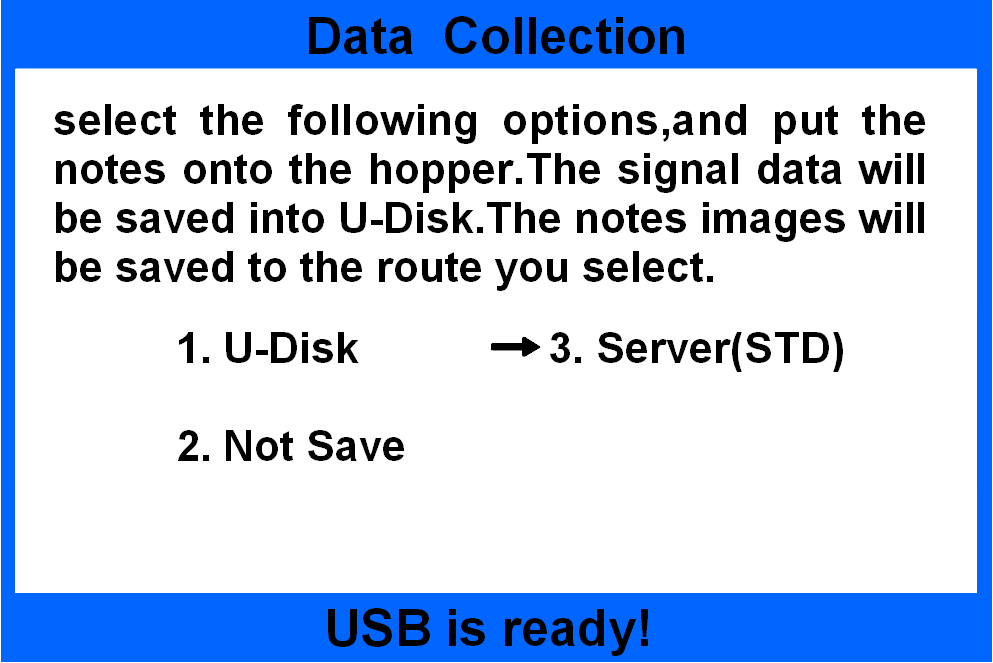 Data Collection
select the following options,and put the
notes onto the hopper.The signal data will
be saved into U-Disk.The notes images will
be saved to the route you select.
1. U-Disk → 3. Server(STD)
2. Not Save
USB is ready!